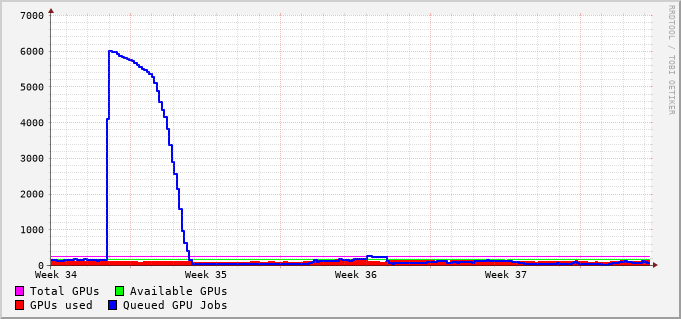 7000
6000
5000
4000
3000
2000
1000
0
Week 34 Week 35 Week 36 Week 37
Total GPUs Available GPUs
GPUs used Queued GPU Jobs
RRDTOOL / TOBI OETIKER